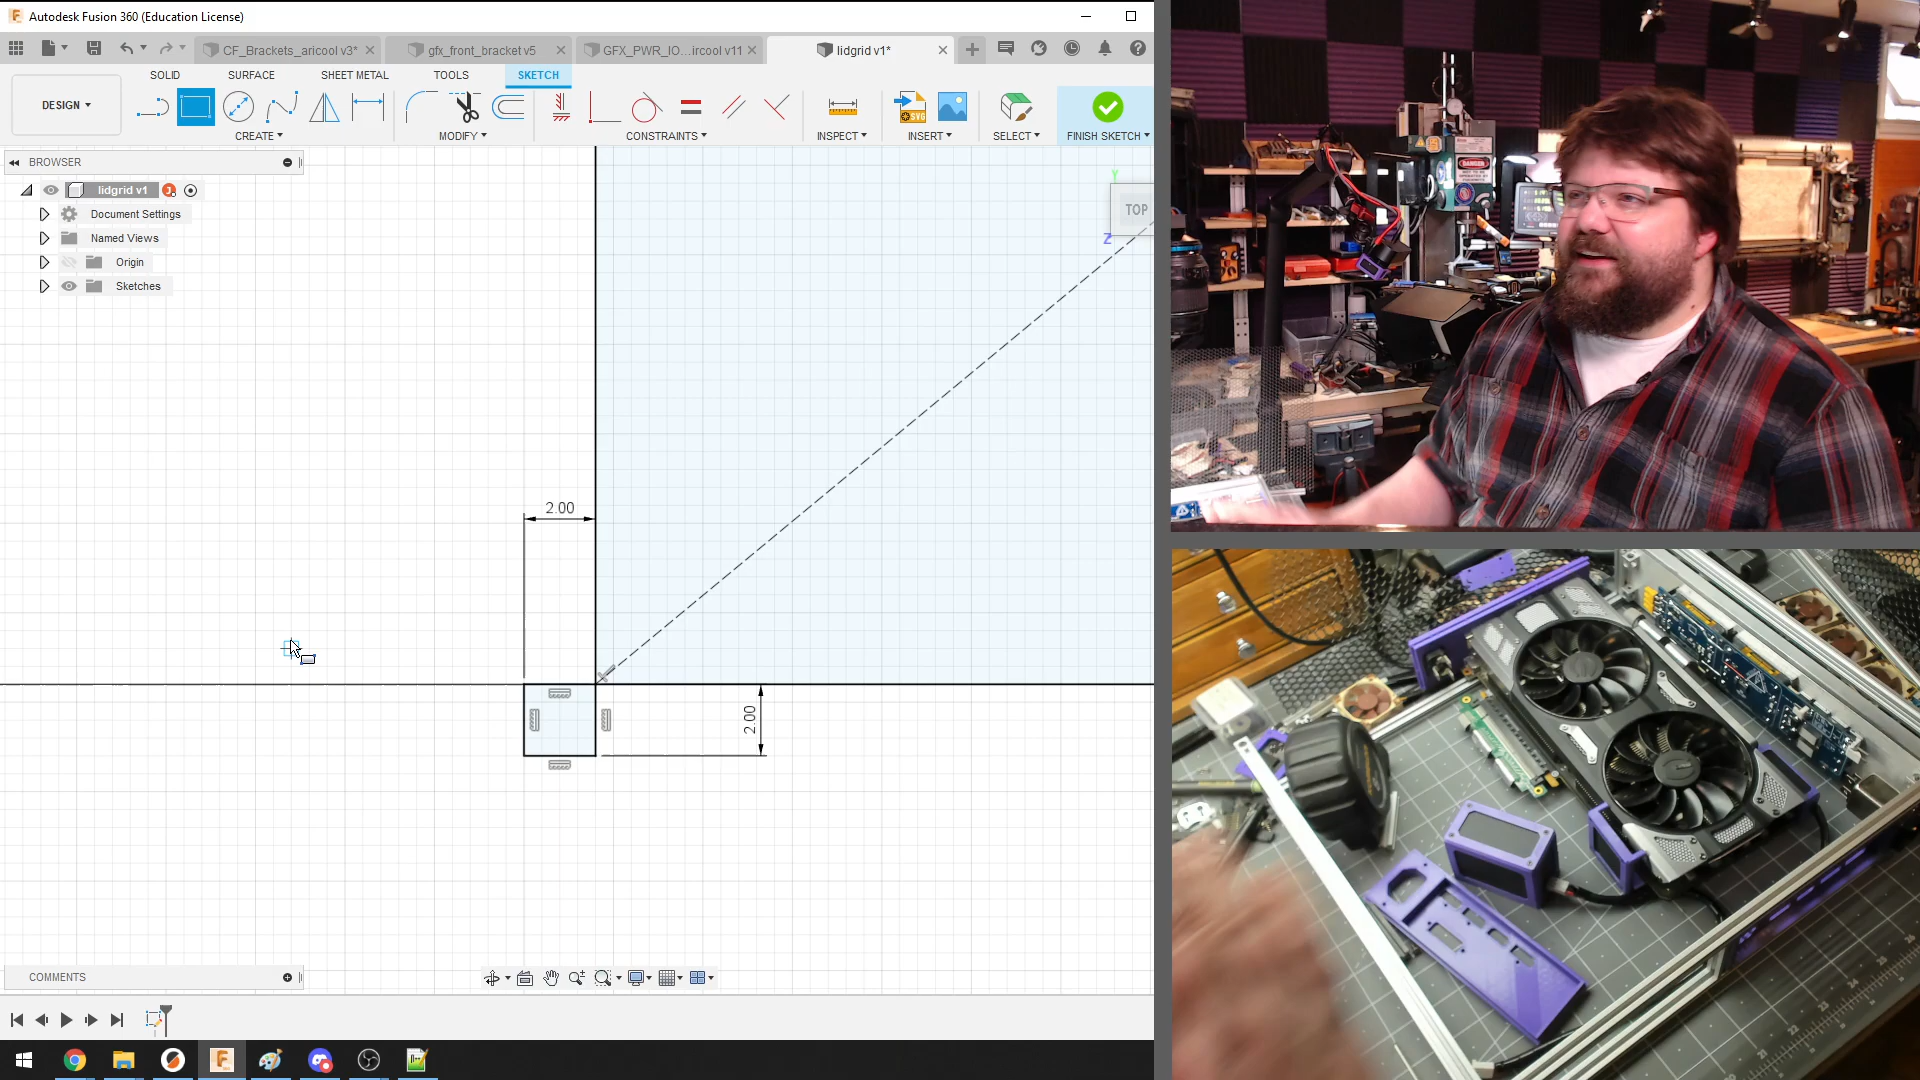 Autodesk Fusion 360 (Education License)
CF_Brackets_aricool v3*
gfx_front_bracket v5
GFX_PWR_IO...ircool v11
lidgrid v1*
SOLID
SURFACE
SHEET METAL
TOOLS
SKETCH
DESIGN
CREATE
MODIFY
CONSTRAINTS
INSPECT
INSERT
SELECT
FINISH SKETCH
BROWSER
lidgrid v1
Document Settings
Named Views
Origin
Sketches
TOP
Y
Z
2.00
2.00
COMMENTS
DANGER